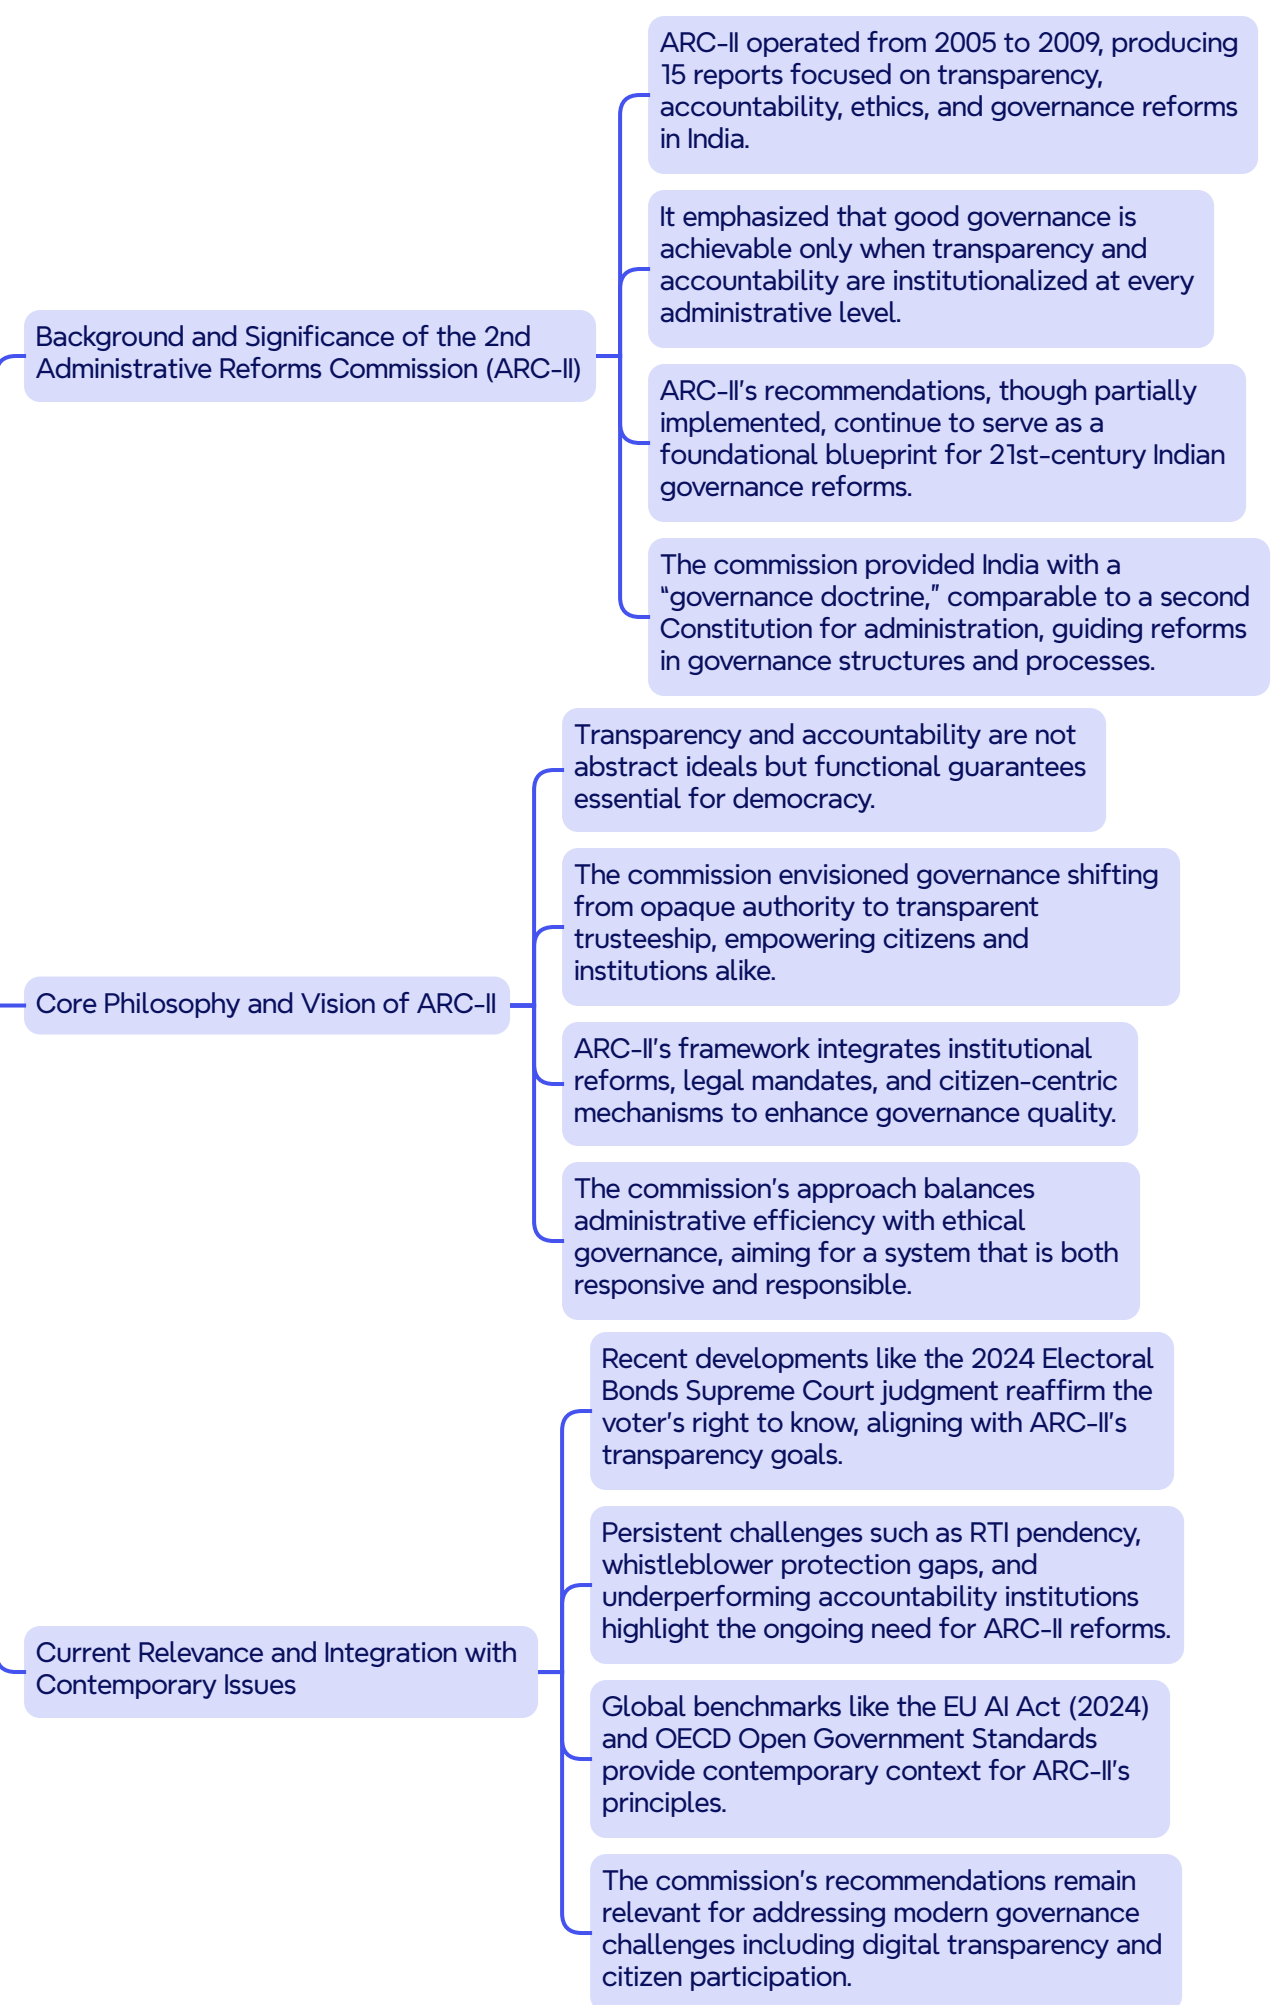 ARC-II operated from 2005 to 2009, producing
15 reports focused on transparency,
accountability, ethics, and governance reforms
in India.
It emphasized that good governance is
achievable only when transparency and
accountability are institutionalized at every
administrative level.
Background and Significance of the 2nd
Administrative Reforms Commission (ARC-II)
ARC-II's recommendations, though partially
implemented, continue to serve as a
foundational blueprint for 21st-century Indian
governance reforms.
The commission provided India with a
“governance doctrine,” comparable to a second
Constitution for administration, guiding reforms
in governance structures and processes.
Transparency and accountability are not
abstract ideals but functional guarantees
essential for democracy.
The commission envisioned governance shifting
from opaque authority to transparent
trusteeship, empowering citizens and
institutions alike.
Core Philosophy and Vision of ARC-II
ARC-II's framework integrates institutional
reforms, legal mandates, and citizen-centric
mechanisms to enhance governance quality.
The commission's approach balances
administrative efficiency with ethical
governance, aiming for a system that is both
responsive and responsible.
Recent developments like the 2024 Electoral
Bonds Supreme Court judgment reaffirm the
voter's right to know, aligning with ARC-II's
transparency goals.
Persistent challenges such as RTI pendency,
whistleblower protection gaps, and
underperforming accountability institutions
highlight the ongoing need for ARC-II reforms.
Current Relevance and Integration with
Contemporary Issues
Global benchmarks like the EU AI Act (2024)
and OECD Open Government Standards
provide contemporary context for ARC-II's
principles.
The commission's recommendations remain
relevant for addressing modern governance
challenges including digital transparency and
citizen participation.